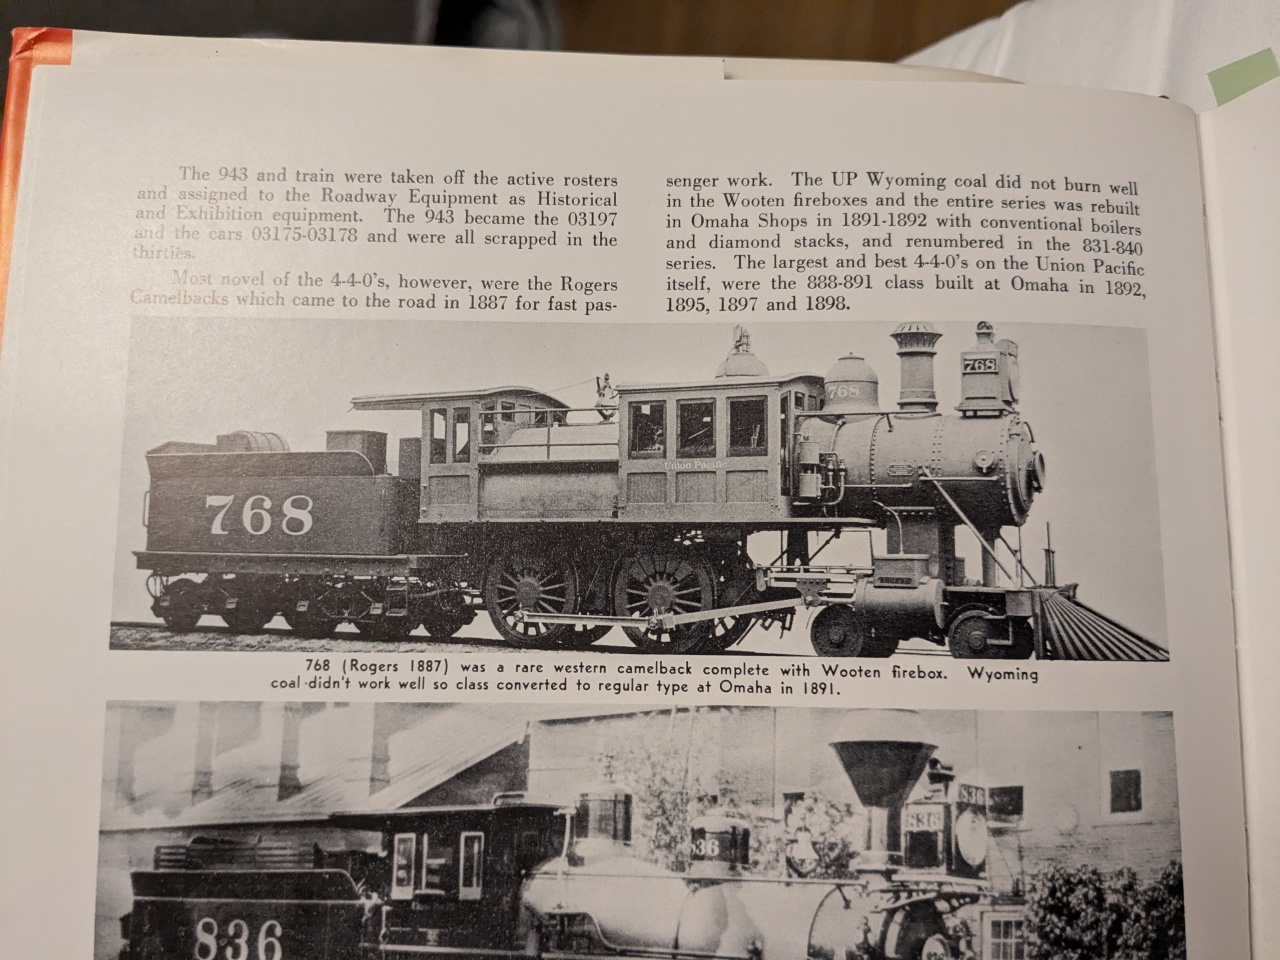 The 943 and train were taken off the active rosters
and assigned to the Roadway Equipment as Historical
and Exhibition equipment. The 943 became the 03197
and the cars 03175-03178 and were all scrapped in the
thirties.
Most novel of the 4-4-0's, however, were the Rogers
Camelbacks which came to the road in 1887 for fast pas-
senger work. The UP Wyoming coal did not burn well
in the Wooten fireboxes and the entire series was rebuilt
in Omaha Shops in 1891-1892 with conventional boilers
and diamond stacks, and renumbered in the 831-840
series. The largest and best 4-4-0's on the Union Pacific
itself, were the 888-891 class built at Omaha in 1892,
1895, 1897 and 1898.
768
768
Union Pacific
768
ROGERS
768 (Rogers 1887) was a rare western camelback complete with Wooten firebox. Wyoming
coal didn't work well so class converted to regular type at Omaha in 1891.
836
836
836
836